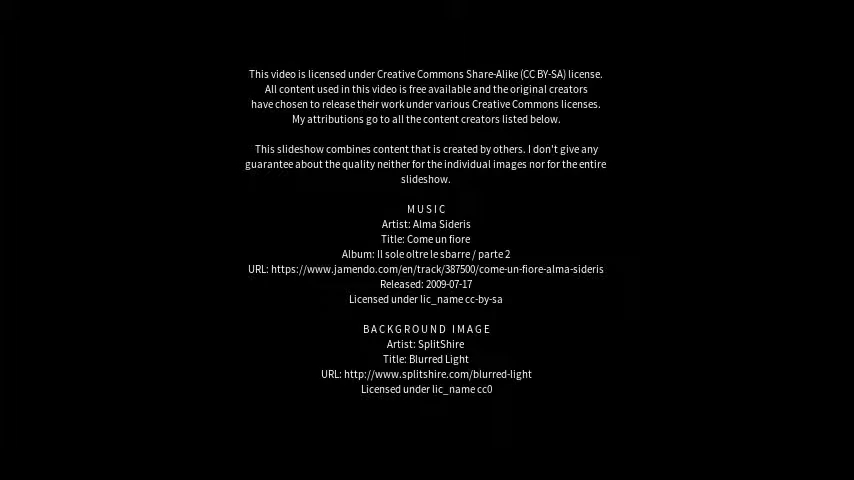 This video is licensed under Creative Commons Share-Alike (CC BY-SA) license.
All content used in this video is free available and the original creators
have chosen to release their work under various Creative Commons licenses.
My attributions go to all the content creators listed below.
This slideshow combines content that is created by others. I don't give any
guarantee about the quality neither for the individual images nor for the entire
slideshow.
MUSIC
Artist: Alma Sideris
Title: Come un fiore
Album: Il sole oltre le sbarre / parte 2
URL: https://www.jamendo.com/en/track/387500/come-un-fiore-alma-sideris
Released: 2009-07-17
Licensed under lic_name cc-by-sa
BACKGROUND IMAGE
Artist: SplitShire
Title: Blurred Light
URL: http://www.splitshire.com/blurred-light
Licensed under lic_name cc0